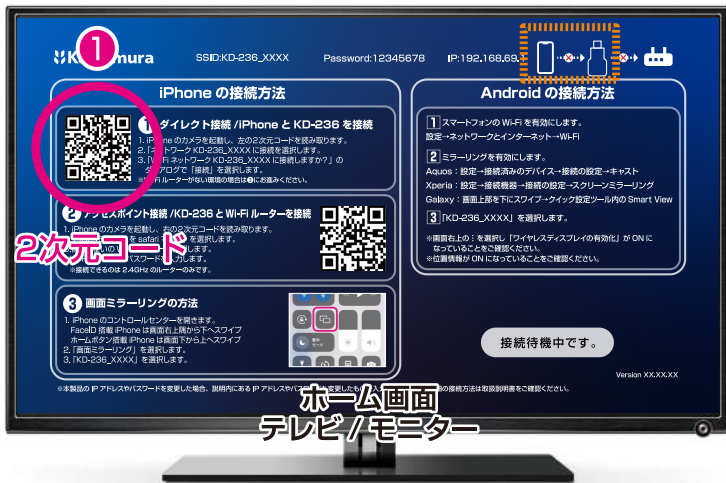 1
mura
SSID:KD-236_XXXX
Password:12345678
IP:192.168.69.1
iPhone の接続方法
1 ダイレクト接続 /iPhone と KD-236 を接続
1. iPhone のカメラを起動し、左の2次元コードを読み取ります。
2.「ネットワーク KD-236_XXXX に接続を選択します。
3.「Wi-Fi ネットワーク KD-236_XXXX に接続しますか？」の
ダイアログで「接続」を選択します。
※Wi-Fi ルーターがない環境の場合は❸にお進みください。
2 アクセスポイント接続 /KD-236 と Wi-Fi ルーターを接続
1. iPhone のカメラを起動し、右の2次元コードを読み取ります。
を safari で を選択します。
いの
パスワードを入力します。
※接続できるのは 2.4GHz のルーターのみです。
2次元コード
3 画面ミラーリングの方法
1. iPhone のコントロールセンターを開きます。
FaceID 搭載 iPhone は画面右上隅から下へスワイプ
ホームボタン搭載 iPhone は画面下から上へスワイプ
2.「画面ミラーリング」を選択します。
3.「KD-236_XXXX」を選択します。
Android の接続方法
1 スマートフォンの Wi-Fi を有効にします。
設定→ネットワークとインターネット→Wi-Fi
2 ミラーリングを有効にします。
Aquos：設定→接続済みのデバイス→接続の設定→キャスト
Xperia：設定→接続機器→接続の設定→スクリーンミラーリング
Galaxy：画面上部を下にスワイプ→クイック設定ツール内の Smart View
3「KD-236_XXXX」を選択します。
※画面右上の⋮を選択し「ワイヤレスディスプレイの有効化」が ON に
なっていることをご確認ください。
※位置情報が ON になっていることをご確認ください。
接続待機中です。
Version XX.XX.XX
※本製品の IP アドレスやパスワードを変更した場合、説明内にある IP アドレスやパス 変更したもの 入 の接続方法は取扱説明書をご確認ください。
ホーム画面
テレビ / モニター